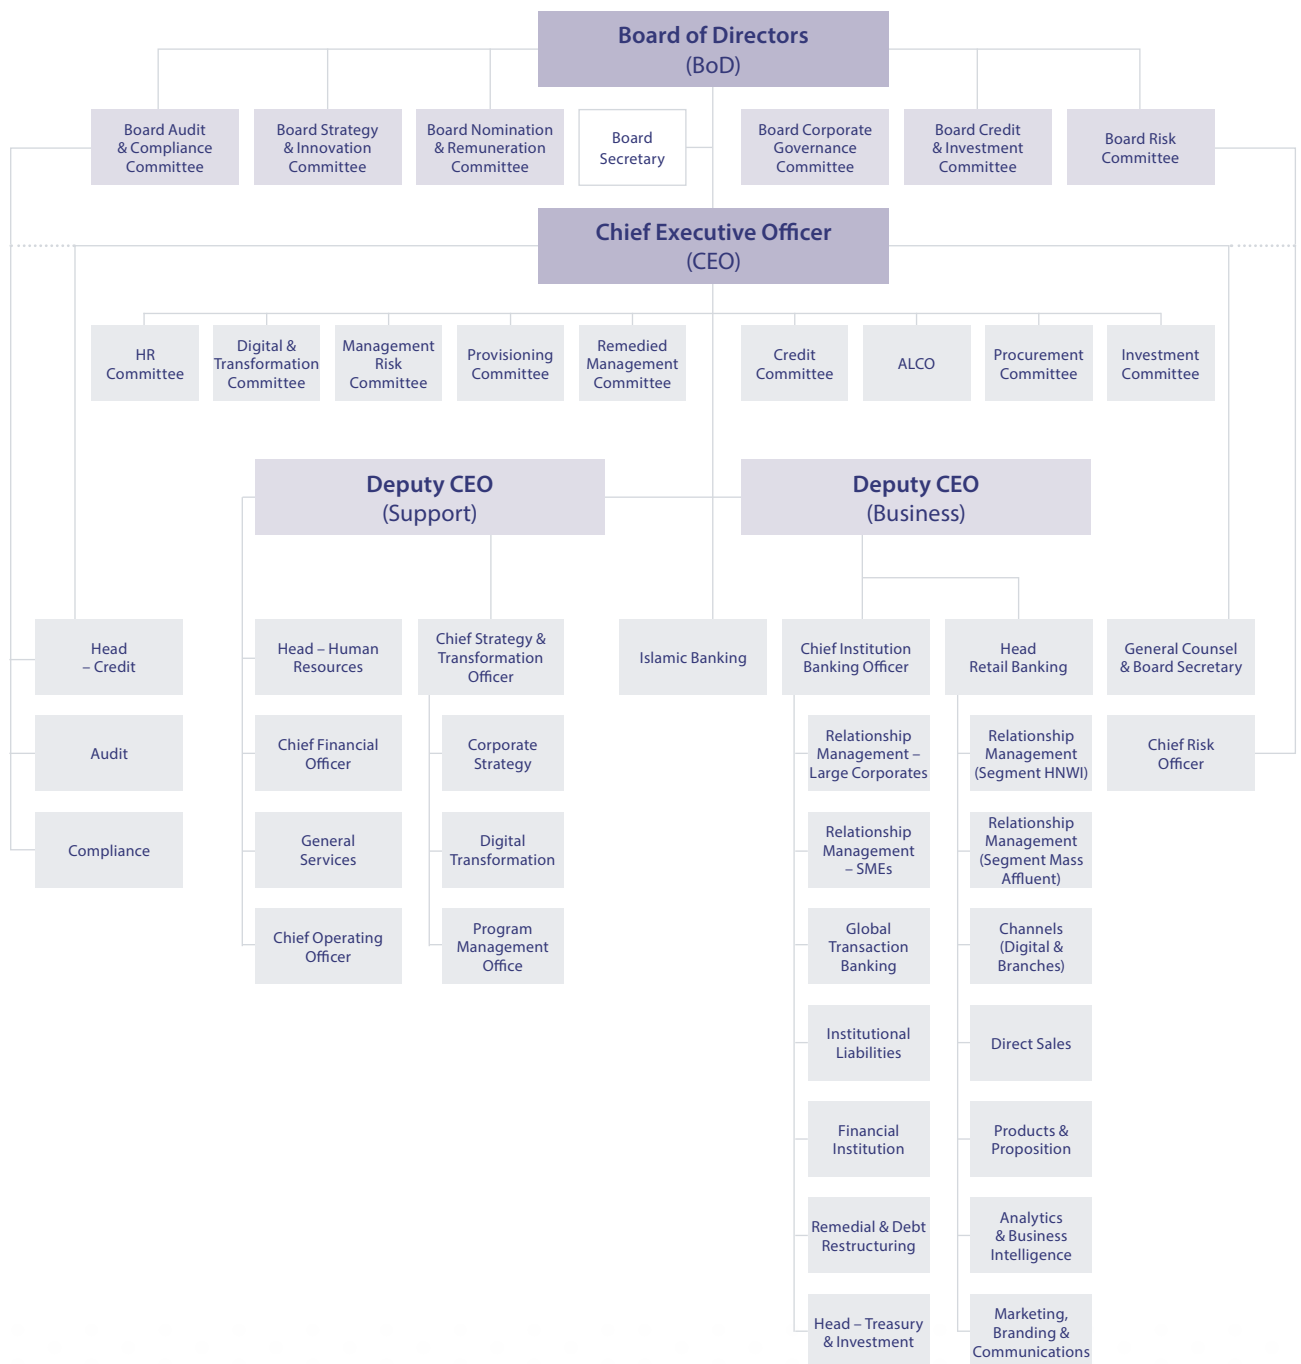 Board of Directors
(BoD)
Board Audit
& Compliance
Committee
Board Strategy
& Innovation
Committee
Board Nomination
& Remuneration
Committee
Board
Secretary
Board Corporate
Governance
Committee
Board Credit
& Investment
Committee
Board Risk
Committee
Chief Executive Officer
(CEO)
HR
Committee
Digital &
Transformation
Committee
Management
Risk
Committee
Provisioning
Committee
Remedied
Management
Committee
Credit
Committee
ALCO
Procurement
Committee
Investment
Committee
Deputy CEO
(Support)
Deputy CEO
(Business)
Head
– Credit
Audit
Compliance
Head – Human
Resources
Chief Financial
Officer
General
Services
Chief Operating
Officer
Chief Strategy &
Transformation
Officer
Corporate
Strategy
Digital
Transformation
Program
Management
Office
Islamic Banking
Chief Institution
Banking Officer
Relationship
Management –
Large Corporates
Relationship
Management
– SMEs
Global
Transaction
Banking
Institutional
Liabilities
Financial
Institution
Remedial & Debt
Restructuring
Head – Treasury
& Investment
Head
Retail Banking
Relationship
Management
(Segment HNWI)
Relationship
Management
(Segment Mass
Affluent)
Channels
(Digital &
Branches)
Direct Sales
Products &
Proposition
Analytics
& Business
Intelligence
Marketing,
Branding &
Communications
General Counsel
& Board Secretary
Chief Risk
Officer